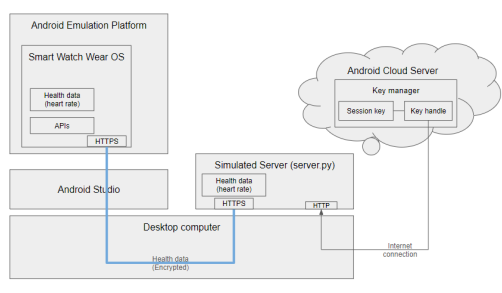 Android Emulation Platform
Smart Watch Wear OS
Health data
(heart rate)
APIs
HTTPS
Android Cloud Server
Key manager
Session key
Key handle
Simulated Server (server.py)
Health data
(heart rate)
HTTPS
HTTP
Android Studio
Desktop computer
Health data
(Encrypted)
Internet
connection